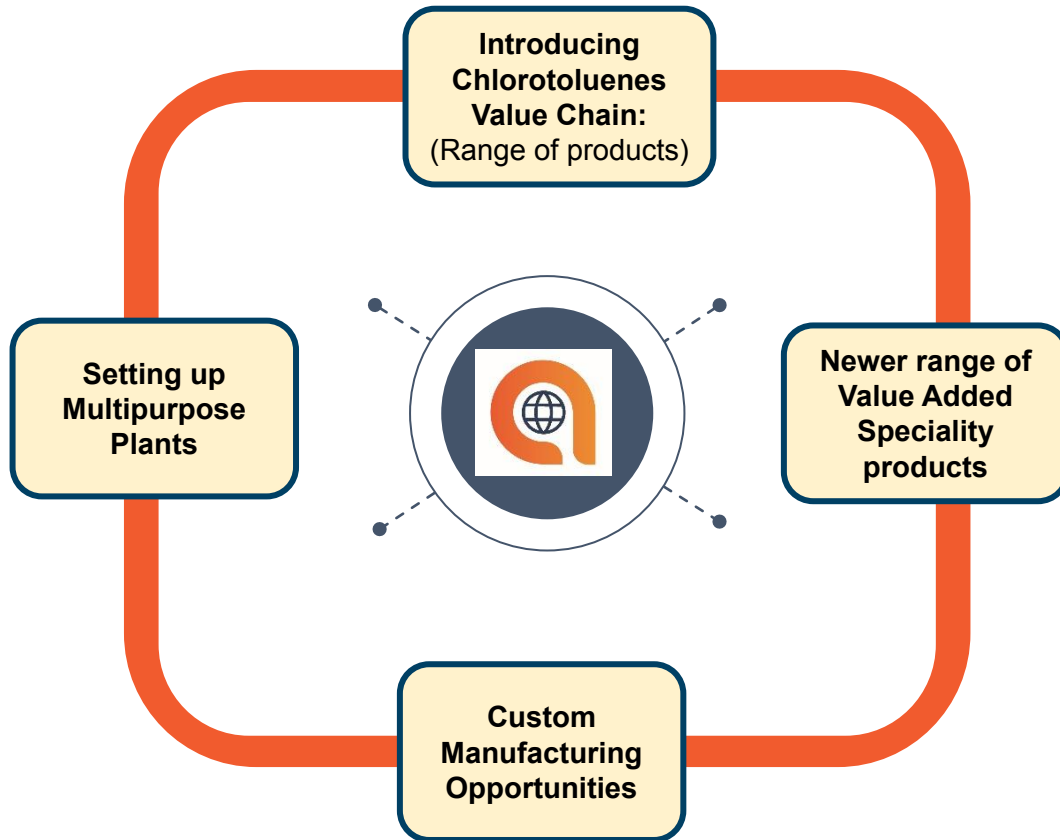 Introducing
Chlorotoluenes
Value Chain:
(Range of products)
Setting up
Multipurpose
Plants
Newer range of
Value Added
Speciality
products
Custom
Manufacturing
Opportunities